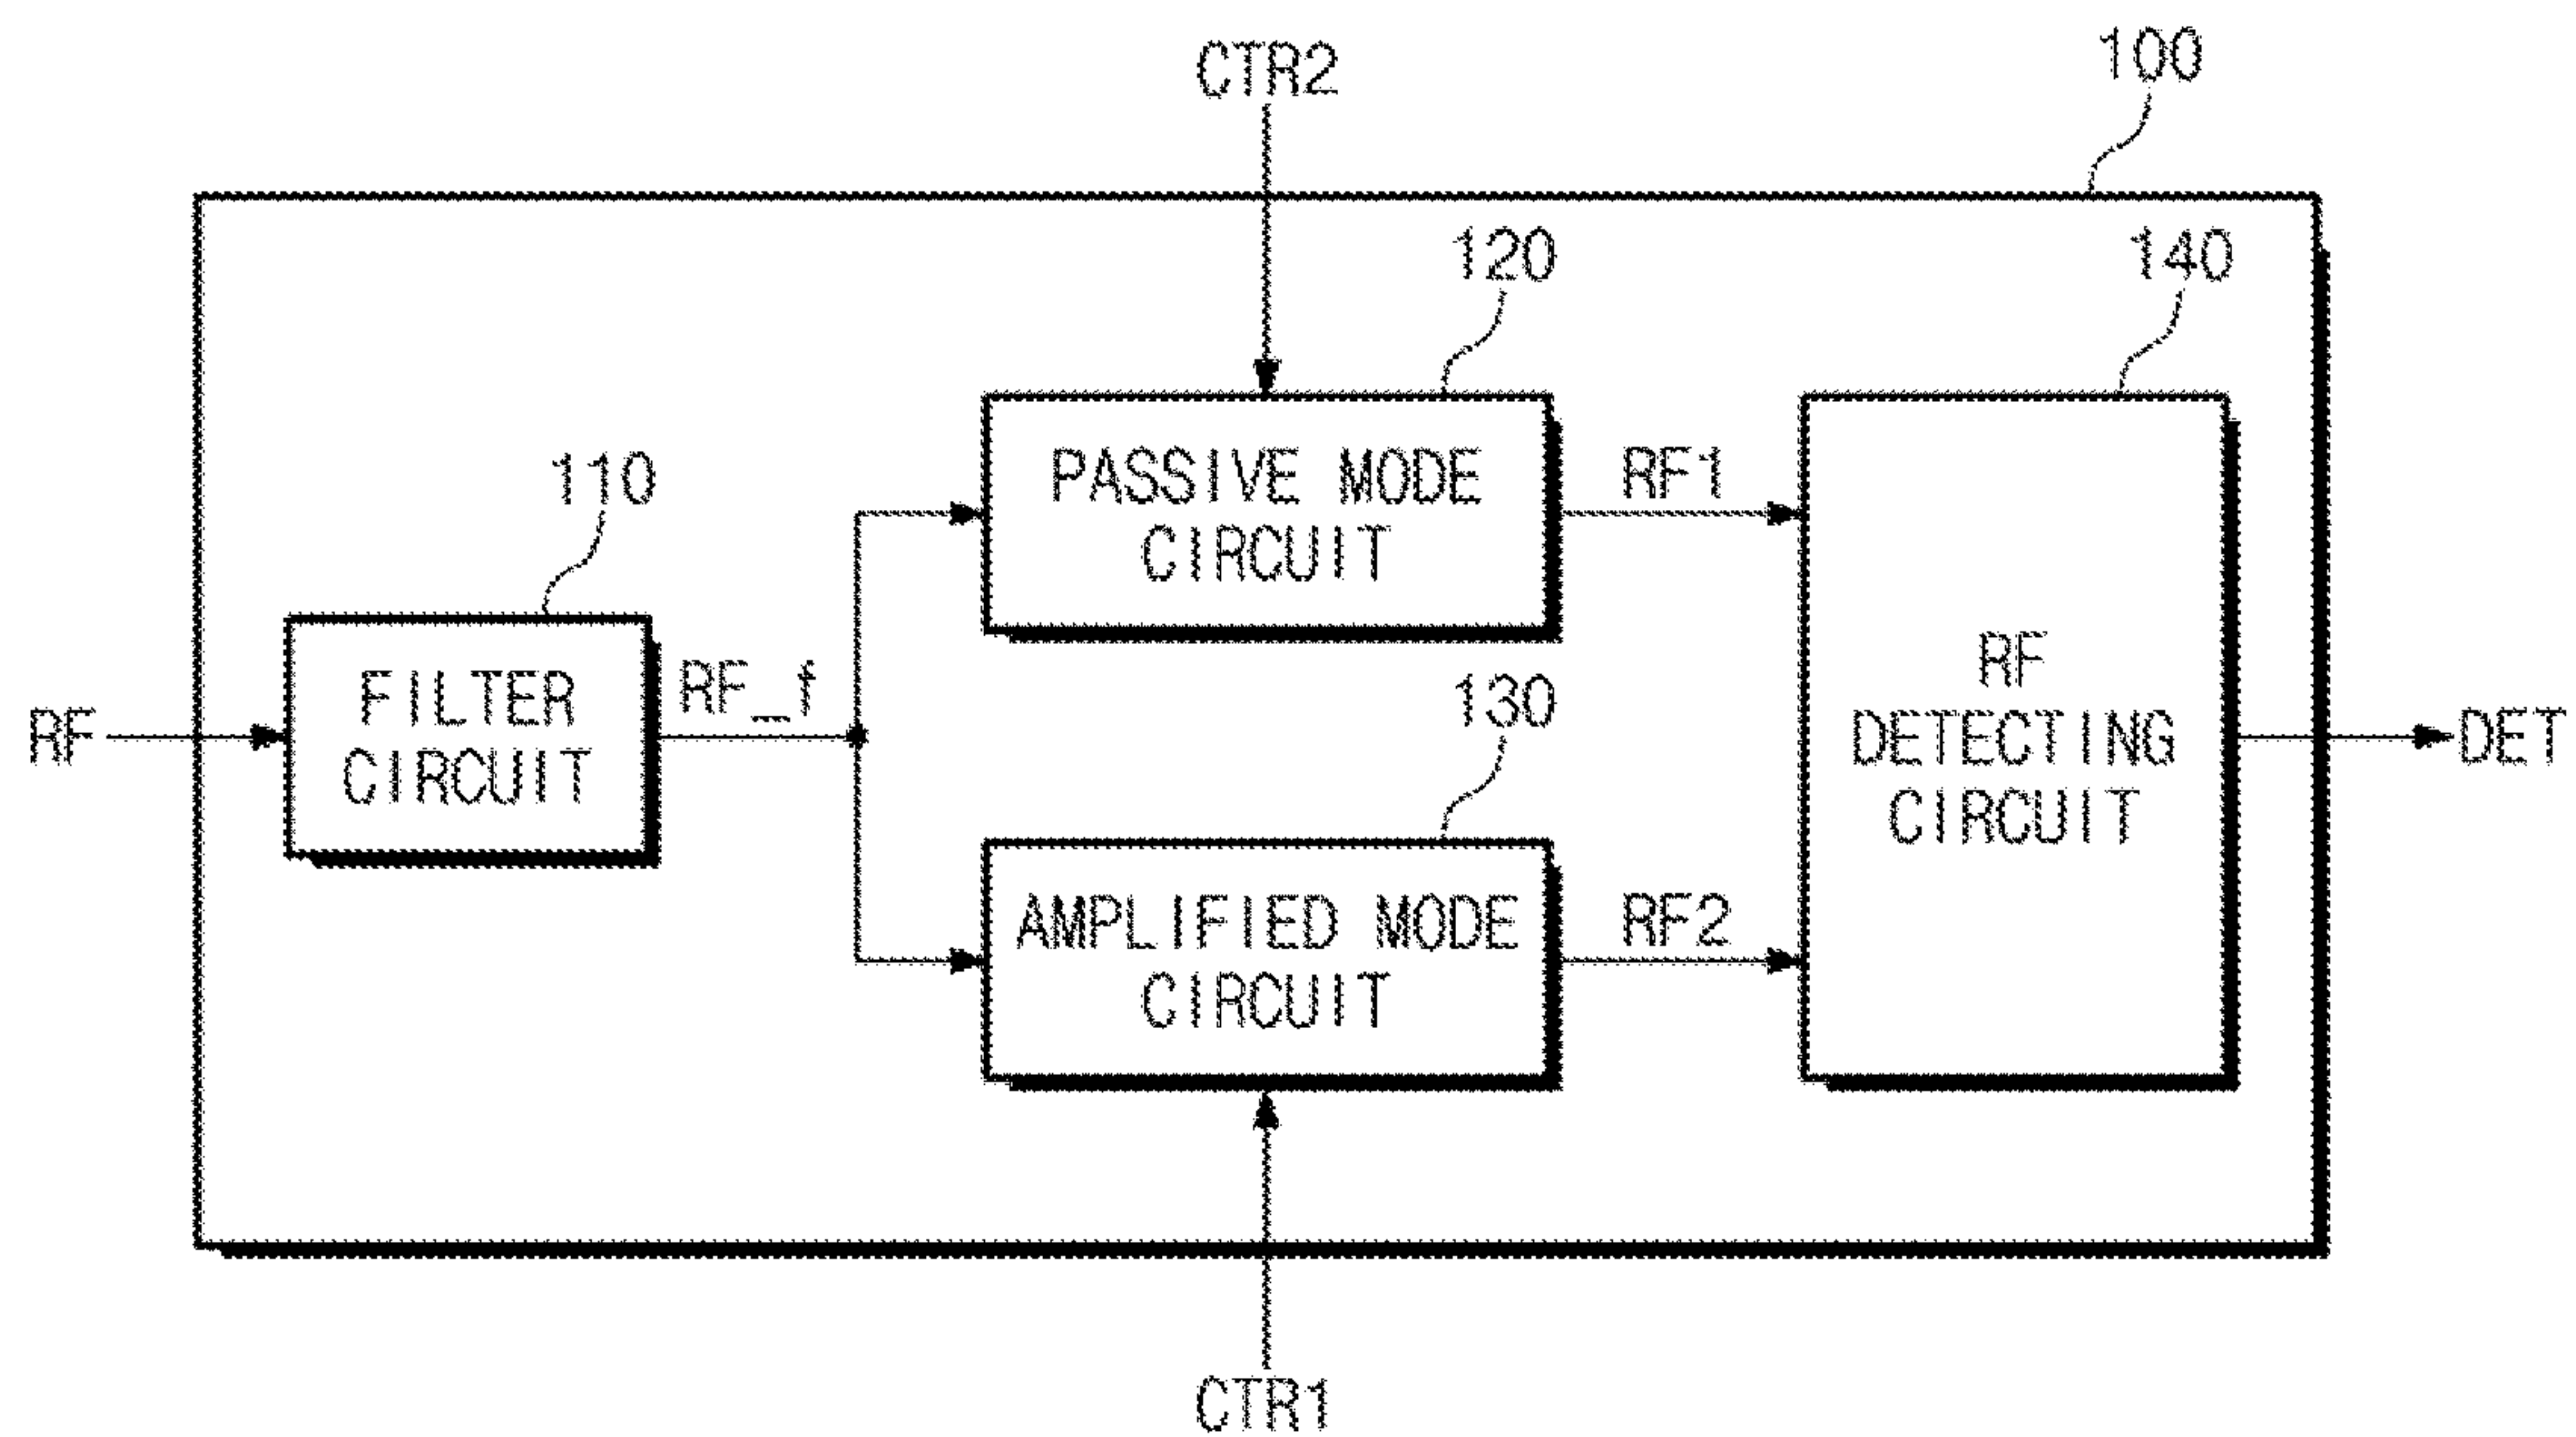 CTR2
100
120
140
110
PASSIVE MODE
CIRCUIT
RF1
RF
FILTER
CIRCUIT
RF_f
130
RF
DETECTING
CIRCUIT
DET
AMPLIFIED MODE
CIRCUIT
RF2
CTR1